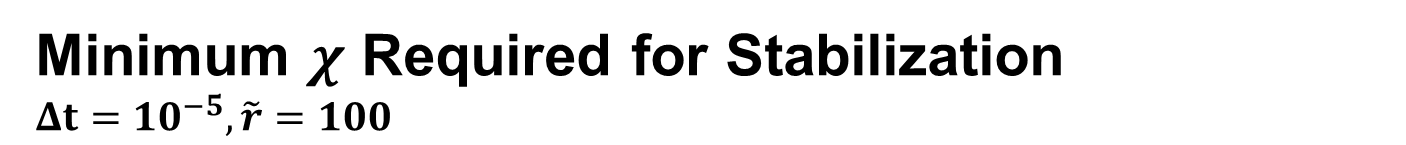 Minimum χ Required for Stabilization
Δt = 10⁻⁵, r̃ = 100